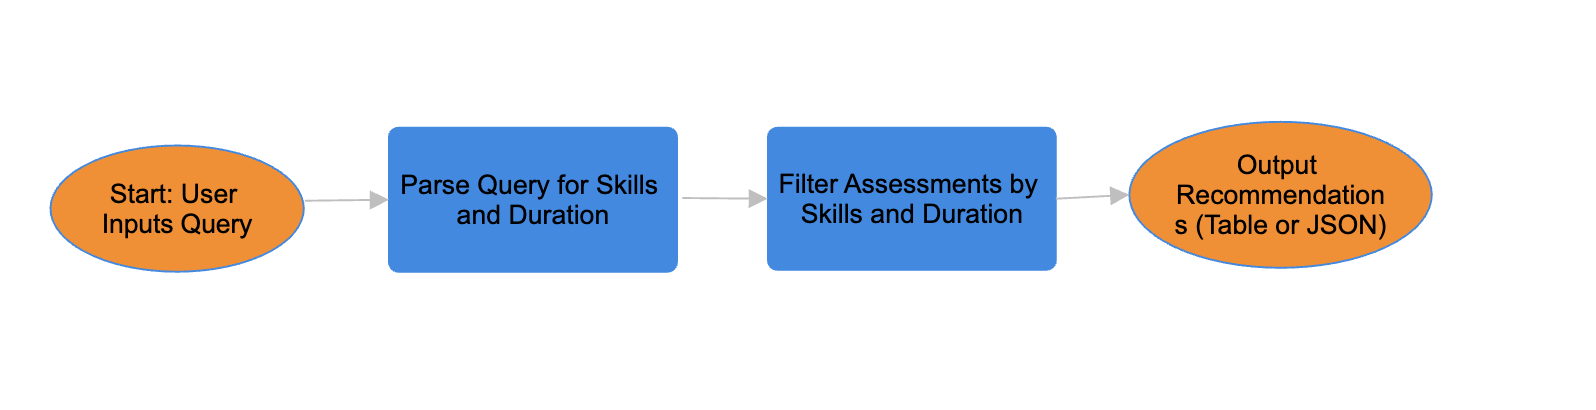 Start: User
Inputs Query
Parse Query for Skills
and Duration
Filter Assessments by
Skills and Duration
Output
Recommendation
s (Table or JSON)